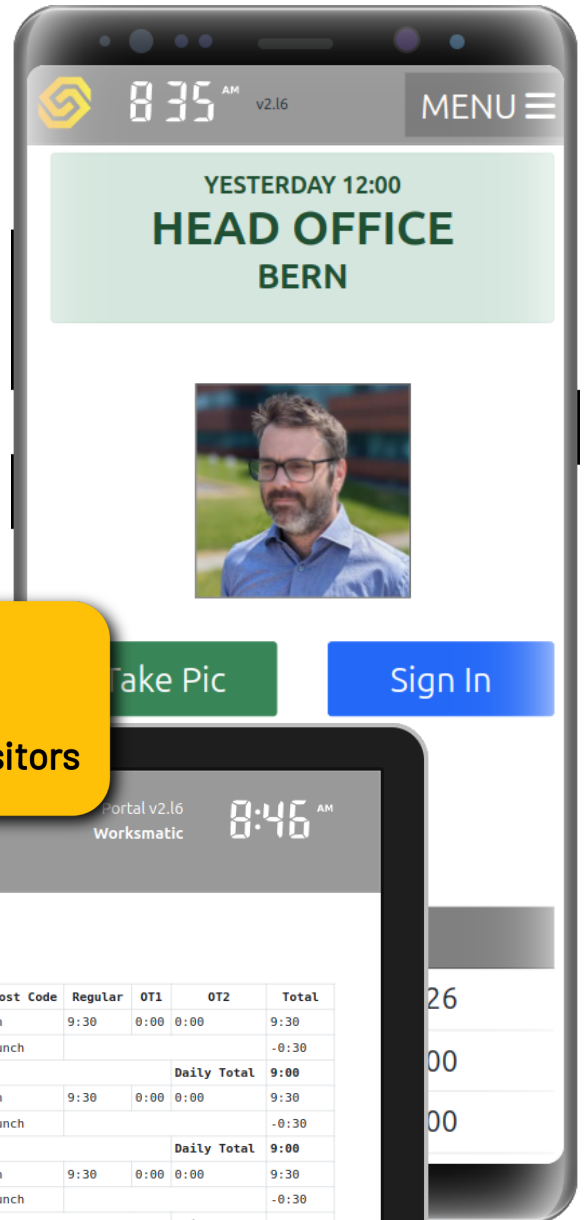 8 35 AM v2.l6 MENU
YESTERDAY 12:00
HEAD OFFICE
BERN
Take Pic
Sign In
sitors
Portal v2.l6
Worksmatic
8:46 AM
ost Code Regular OT1 OT2 Total
9:30 0:00 0:00 9:30
unch -0:30
Daily Total 9:00
9:30 0:00 0:00 9:30
unch -0:30
Daily Total 9:00
9:30 0:00 0:00 9:30
unch -0:30
26
00
00